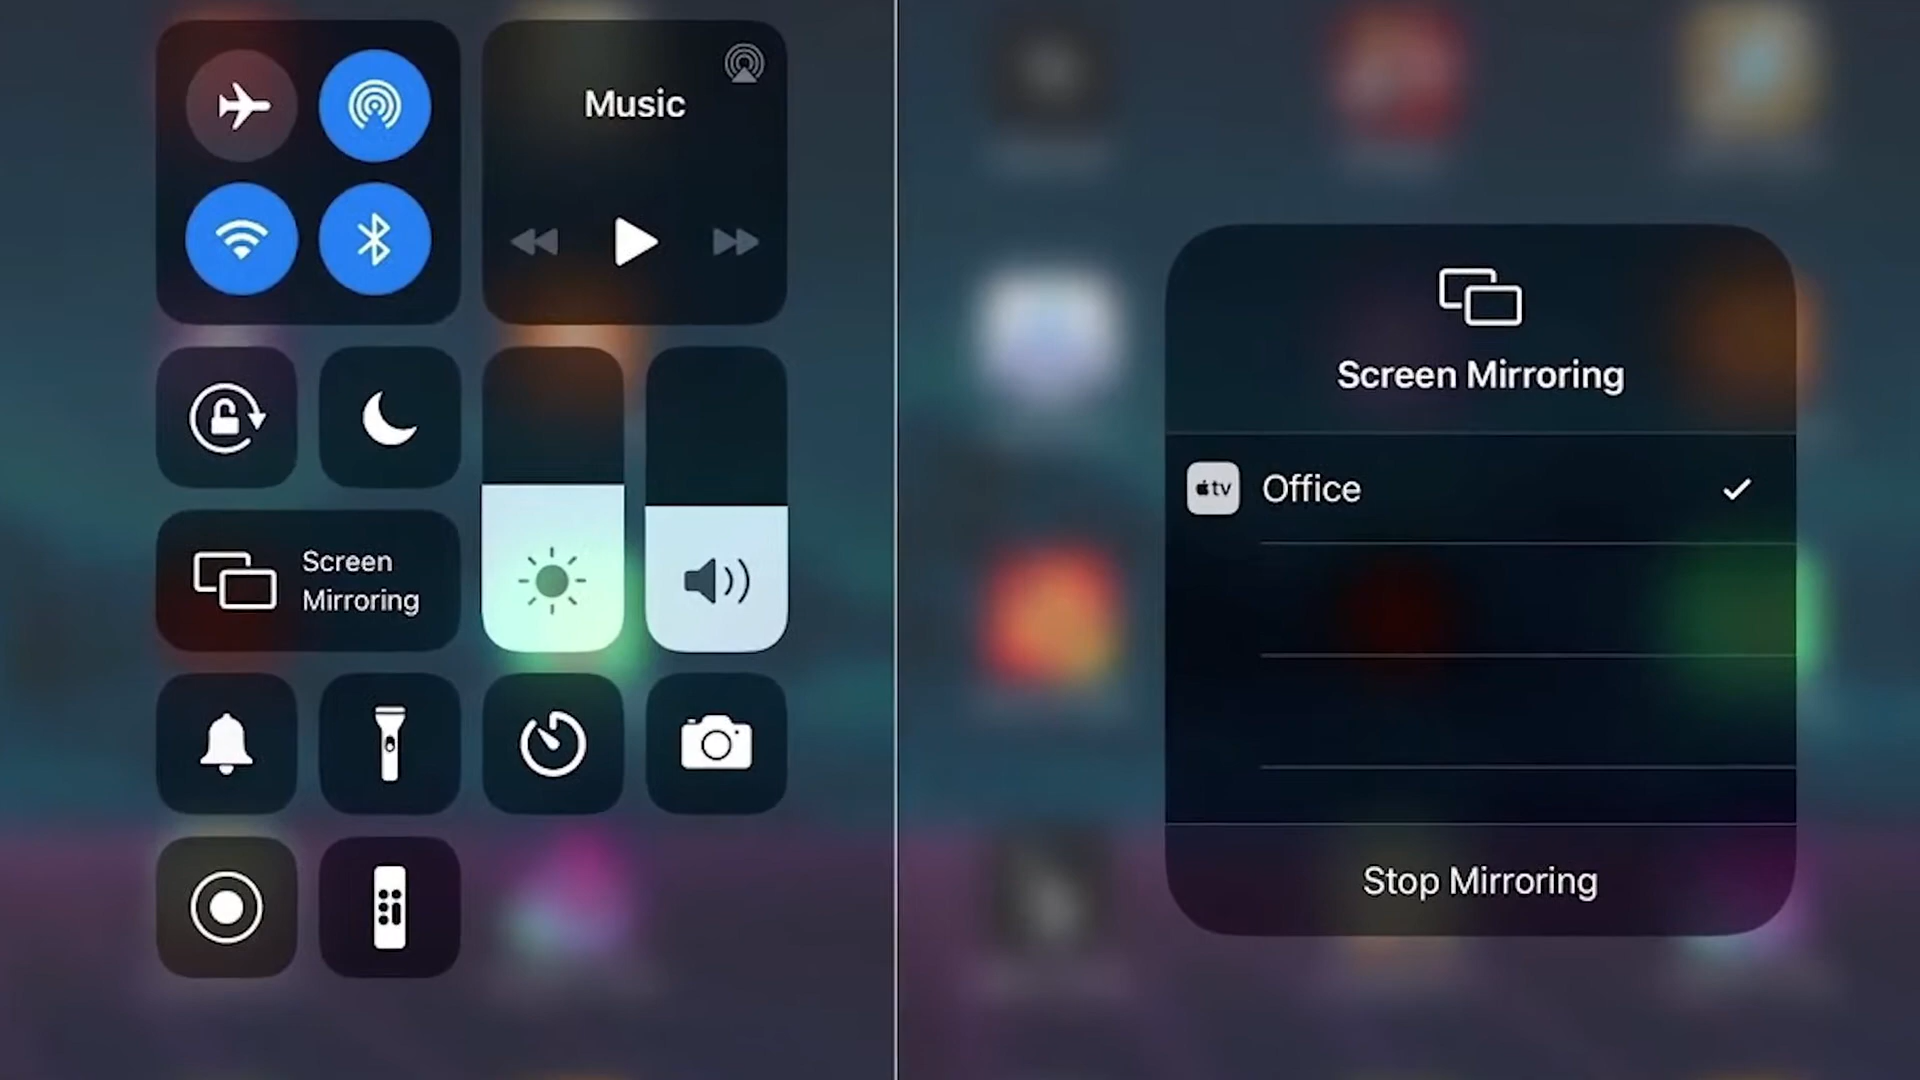 Music
Screen
Mirroring
Screen Mirroring
tv
Office
Stop Mirroring